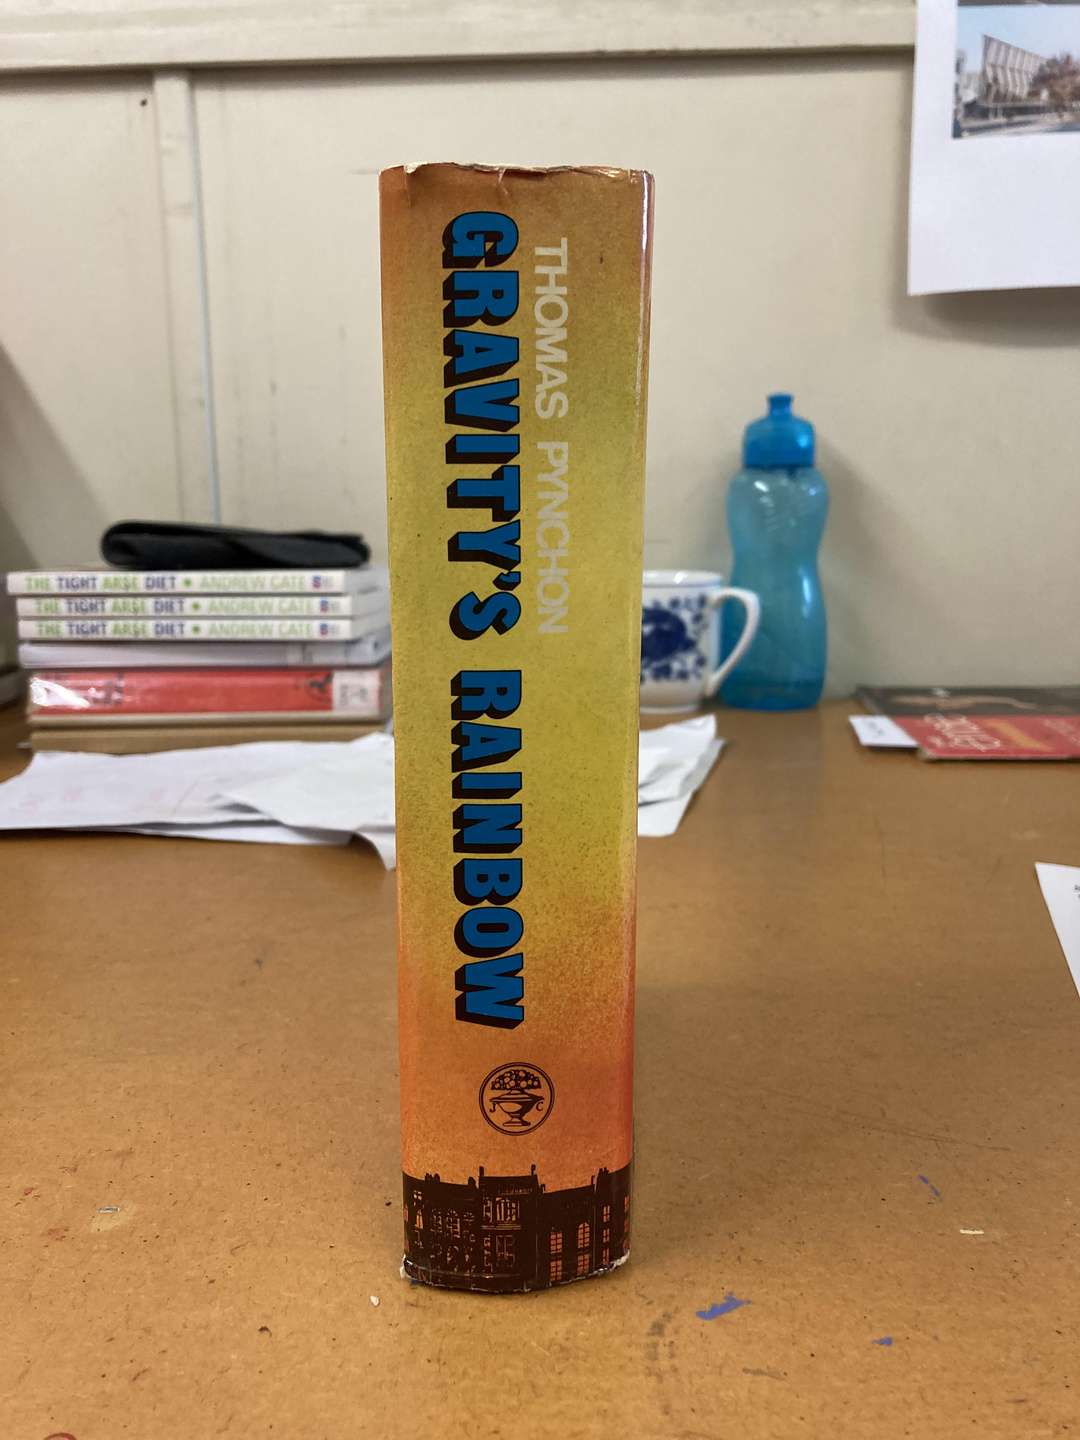 THOMAS PYNCHON
GRAVITY'S RAINBOW
J C
THE TIGHT ARSE DIET • ANDREW CATE
THE TIGHT ARSE DIET • ANDREW CATE
THE TIGHT ARSE DIET • ANDREW CATE